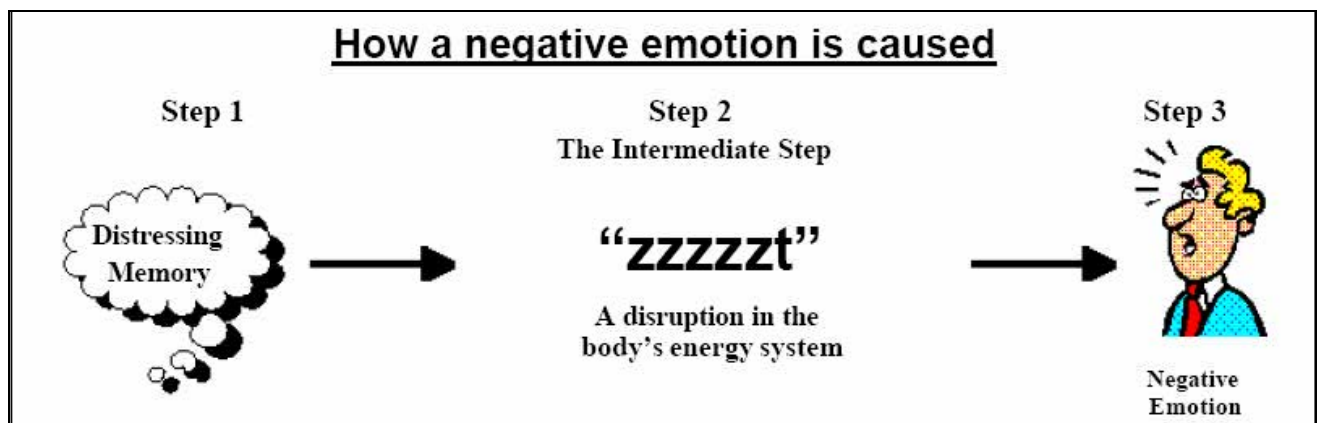 How a negative emotion is caused
Step 1
Step 2
The Intermediate Step
Step 3
Distressing
Memory
“zzzzzt”
A disruption in the
body’s energy system
Negative
Emotion